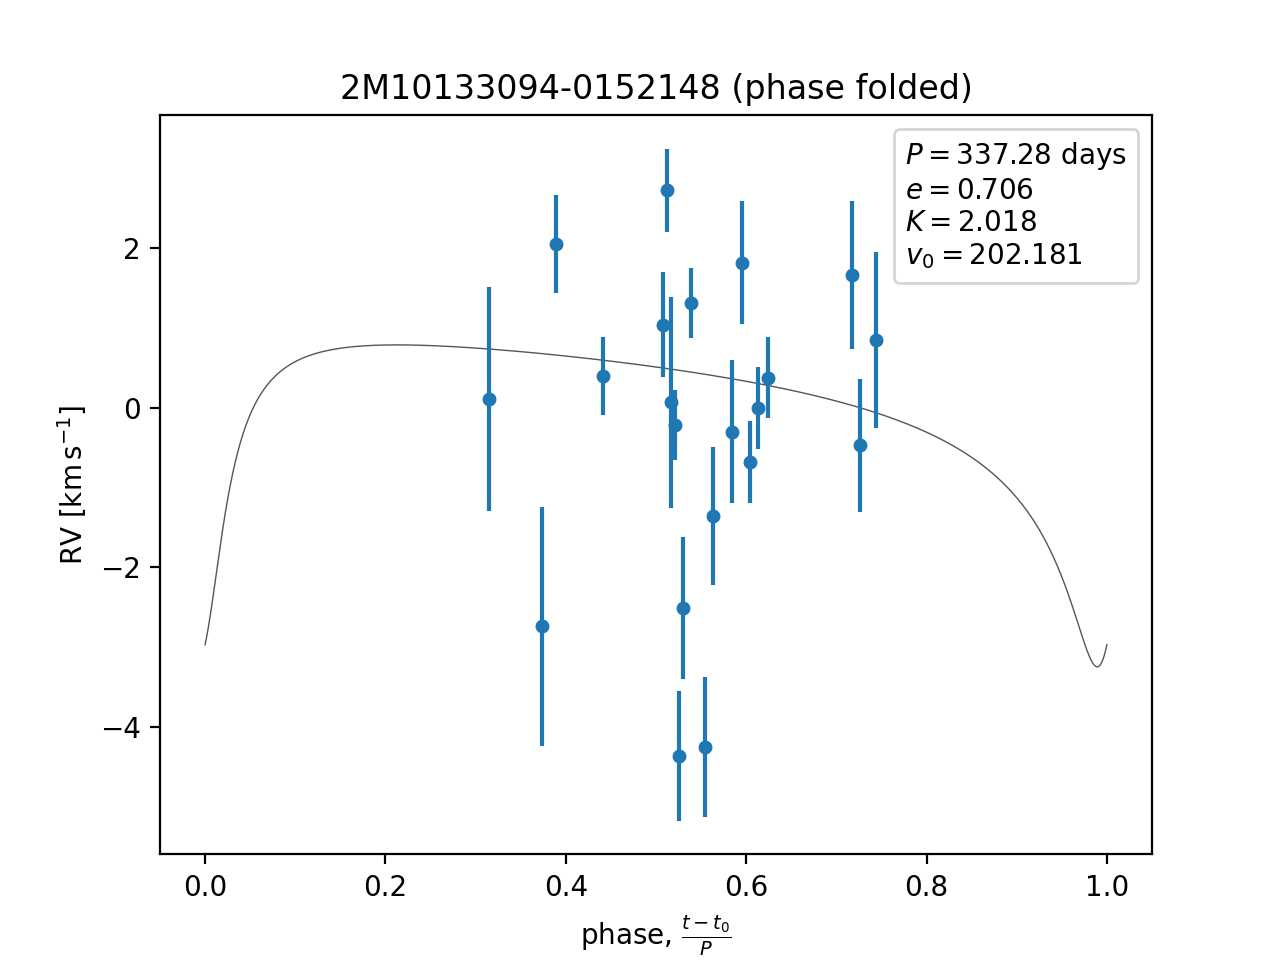 2M10133094-0152148 (phase folded)
P = 337.28 days
e = 0.706
K = 2.018
v₀ = 202.181
RV [km s⁻¹]
2
0
−2
−4
0.0 0.2 0.4 0.6 0.8 1.0
phase, (t − t₀)/P